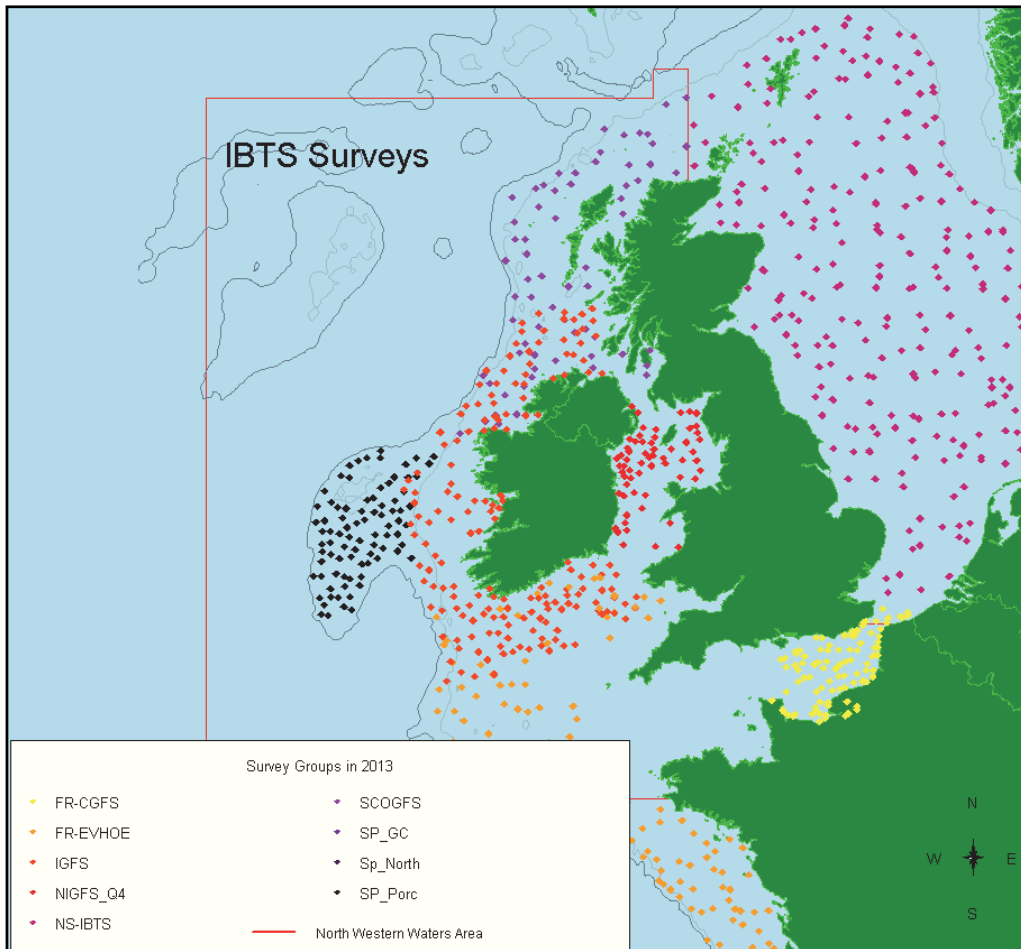 IBTS Surveys
Survey Groups in 2013
FR-CGFS
FR-EVHOE
IGFS
NIGFS_Q4
NS-IBTS
SCOGFS
SP_GC
Sp_North
SP_Porc
North Western Waters Area
N
W E
S